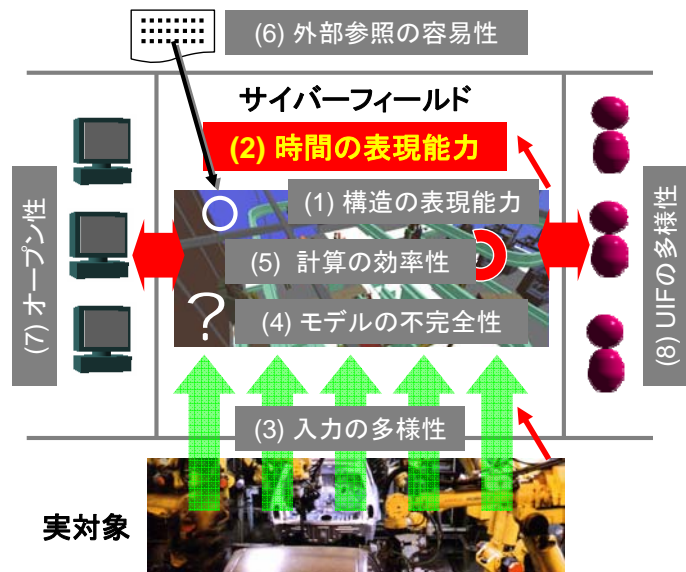 (6) 外部参照の容易性
サイバーフィールド
(2) 時間の表現能力
(1) 構造の表現能力
(5) 計算の効率性
?
(4) モデルの不完全性
(7) オープン性
(8) UIFの多様性
(3) 入力の多様性
実対象